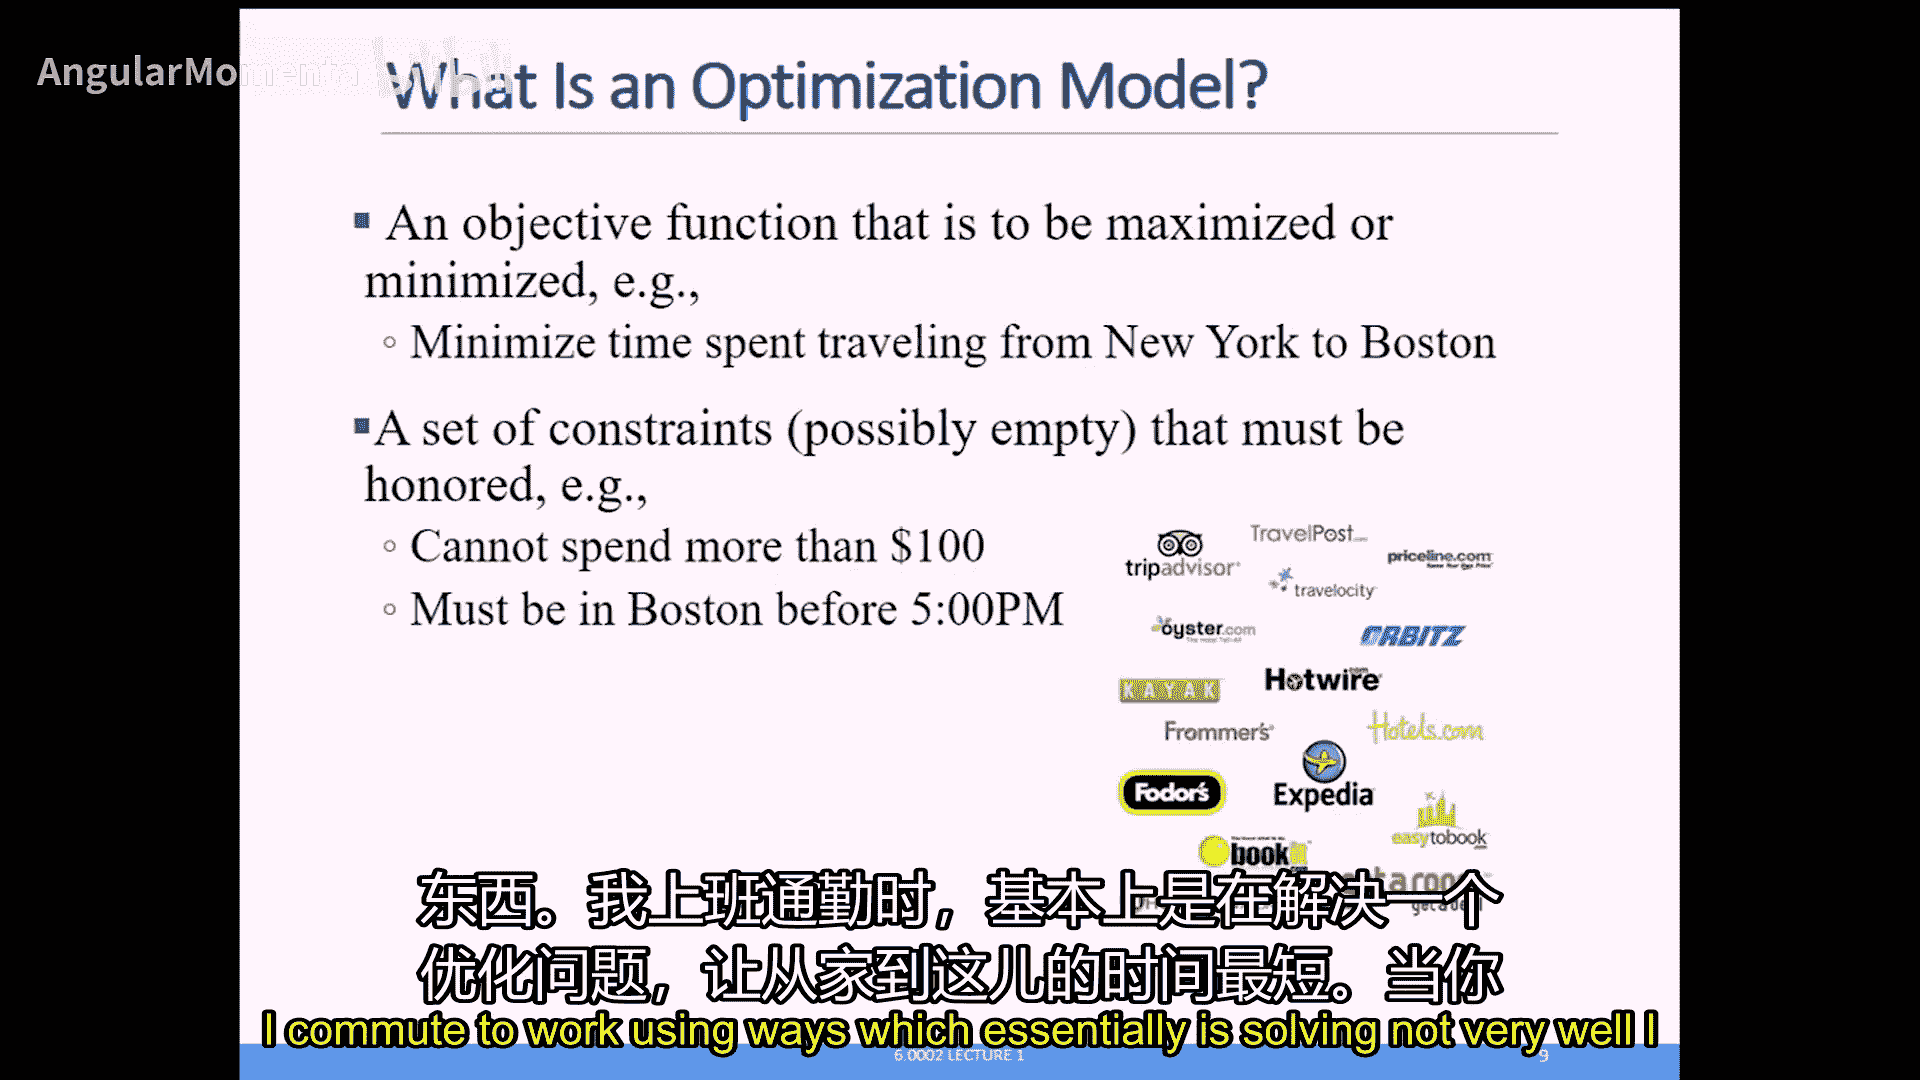 AngularMomenta
What Is an Optimization Model?
An objective function that is to be maximized or
minimized, e.g.,
Minimize time spent traveling from New York to Boston
A set of constraints (possibly empty) that must be
honored, e.g.,
Cannot spend more than $100
Must be in Boston before 5:00PM
TravelPost.com
tripadvisor
priceline.com
travelocity
oyster.com
ORBITZ
KAYAK
Hotwire
Frommer's
Hotels.com
Fodor's
Expedia
easytobook
book
东西。我上班通勤时，基本上是在解决一个
优化问题，让从家到这儿的时间最短。当你
I commute to work using ways which essentially is solving not very well I
6.0002 LECTURE 1
9